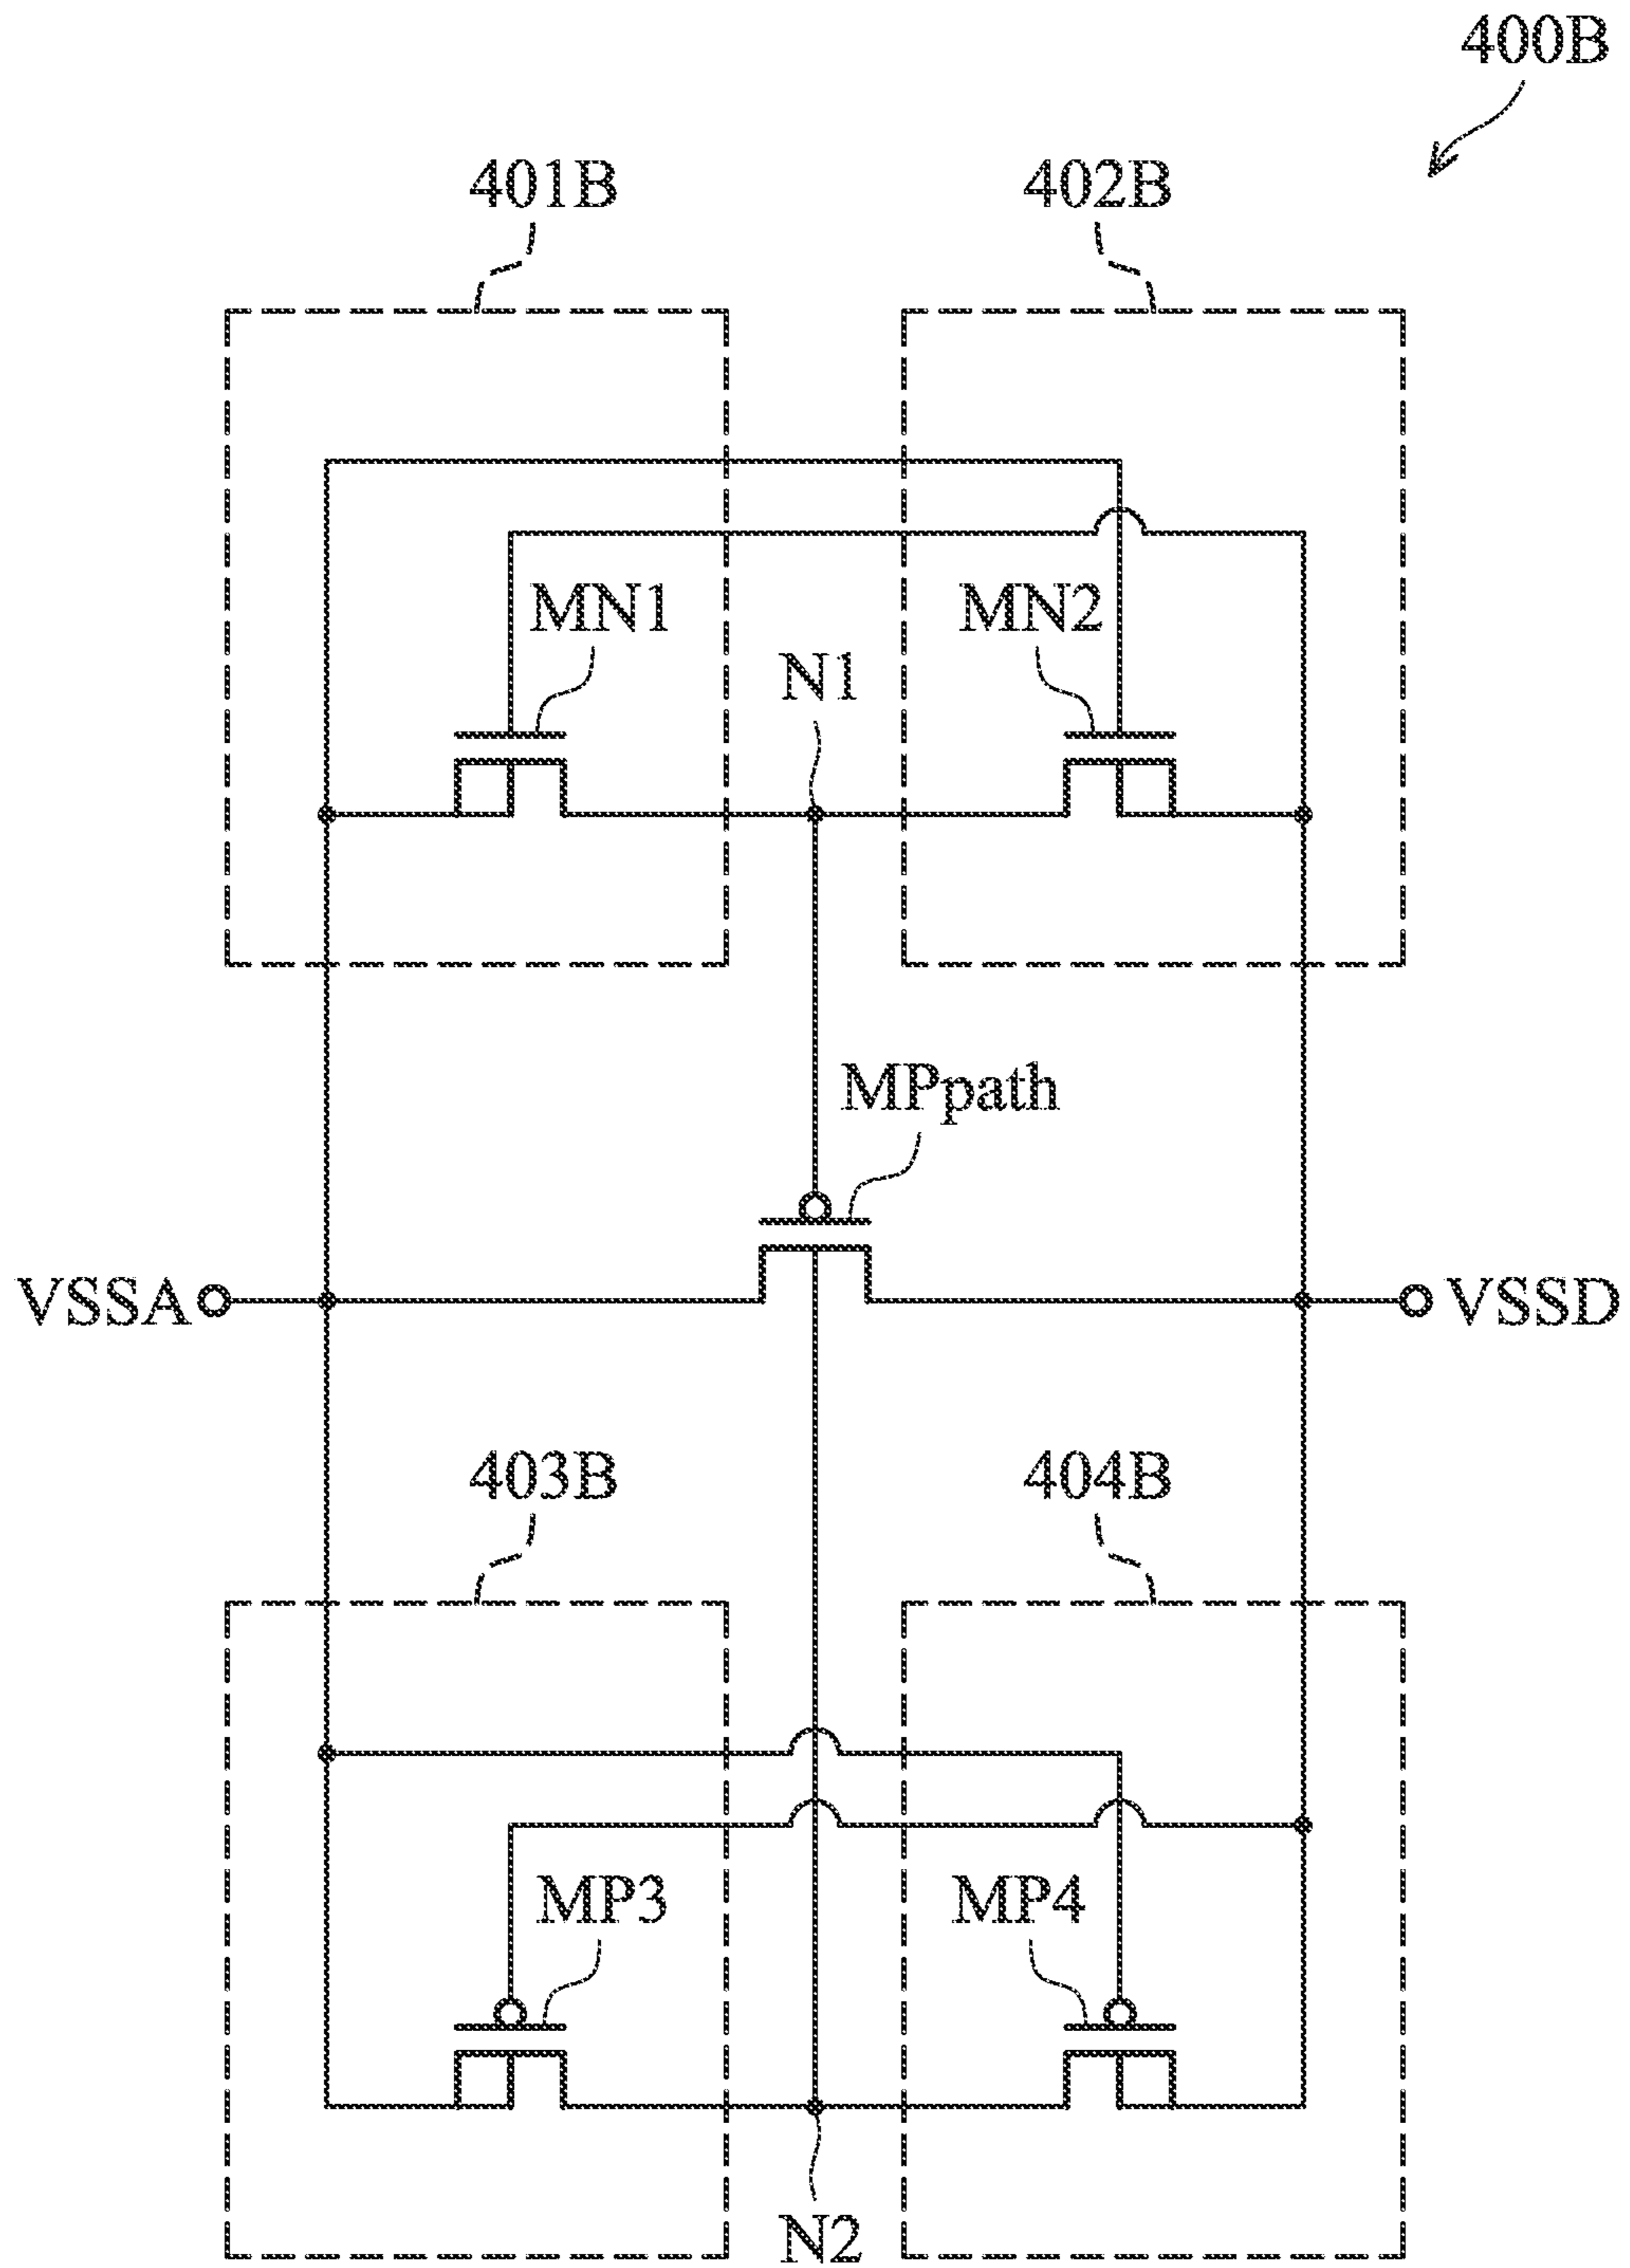 400B
401B
402B
MN1
MN2
N1
MPpath
VSSA
VSSD
403B
404B
MP3
MP4
N2